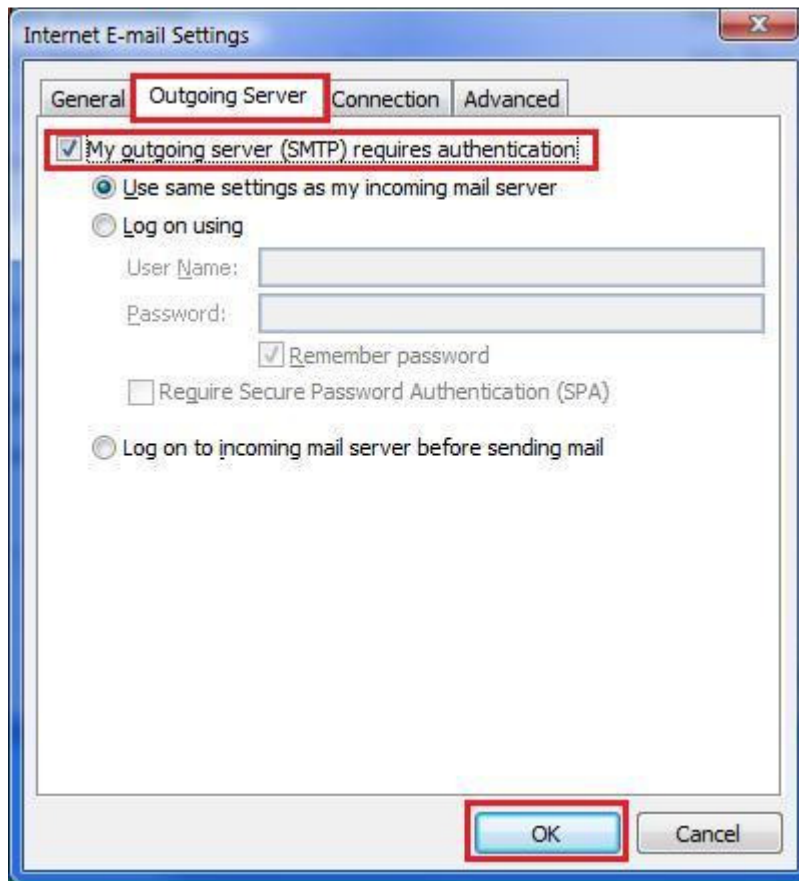 Internet E-mail Settings
General Outgoing Server Connection Advanced
My outgoing server (SMTP) requires authentication
Use same settings as my incoming mail server
Log on using
User Name:
Password:
Remember password
Require Secure Password Authentication (SPA)
Log on to incoming mail server before sending mail
OK Cancel